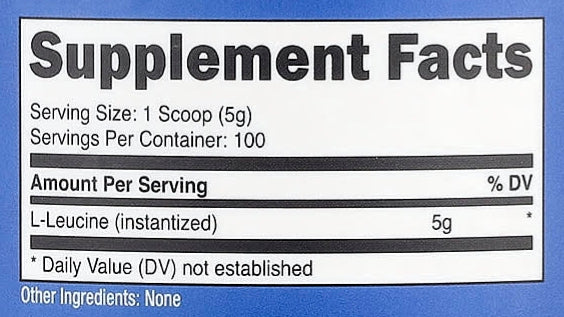 Supplement Facts
Serving Size: 1 Scoop (5g)
Servings Per Container: 100
Amount Per Serving % DV
L-Leucine (instantized) 5g *
* Daily Value (DV) not established
Other Ingredients: None